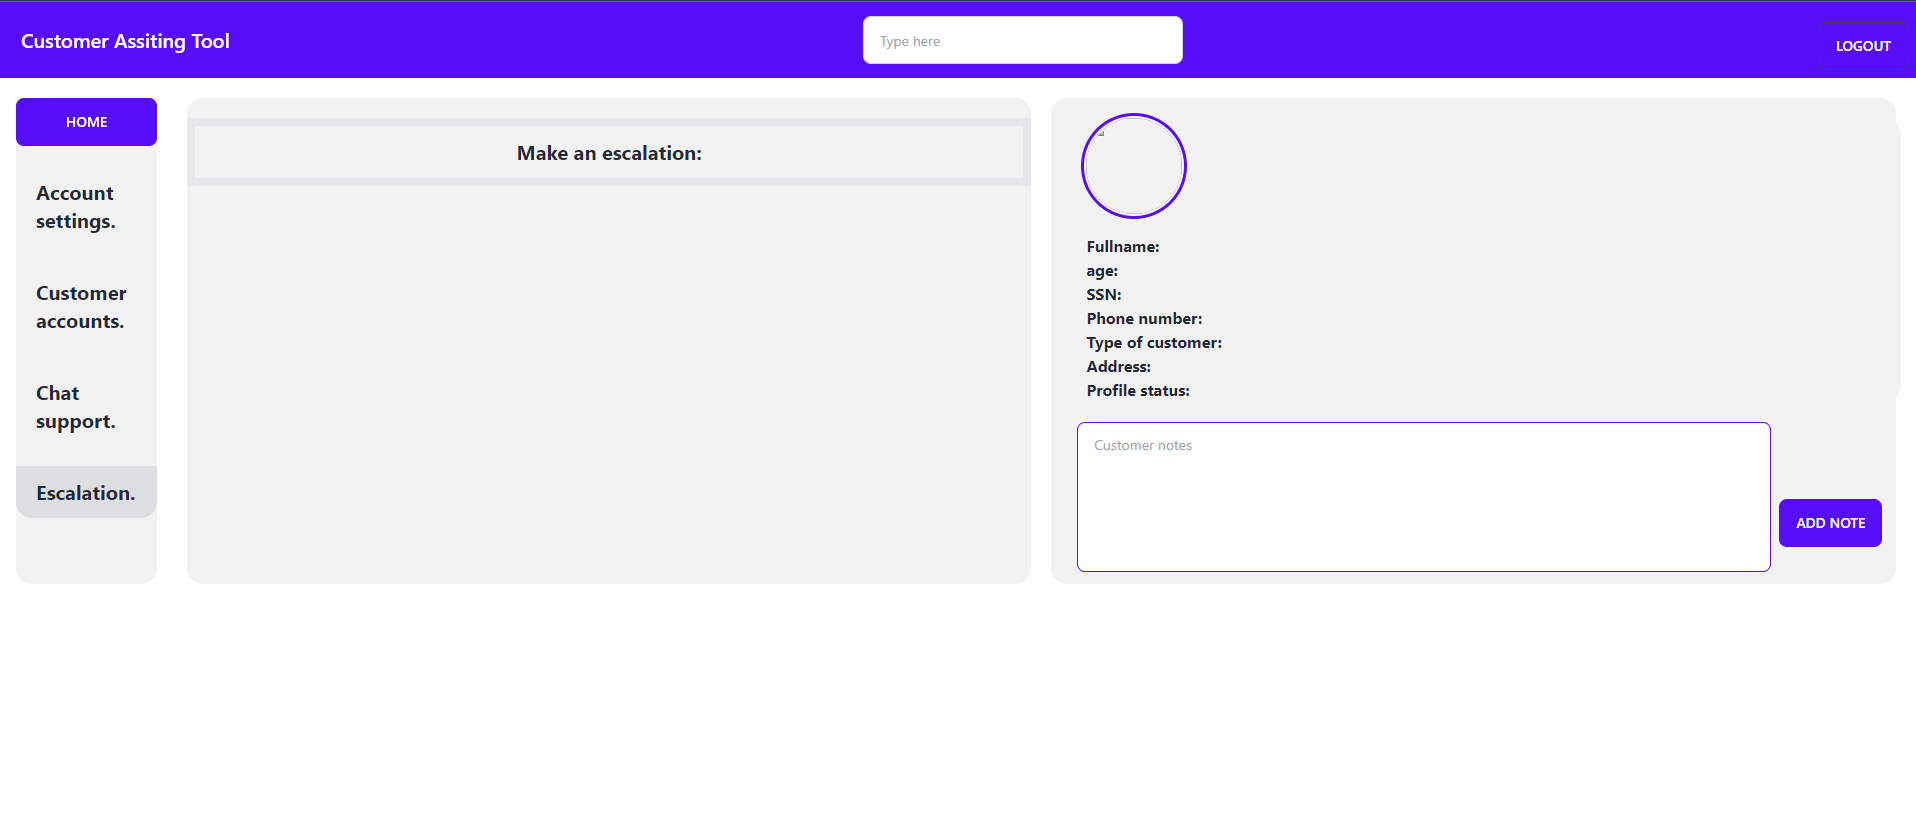 Customer Assiting Tool
Type here
LOGOUT
HOME
Account
settings.
Customer
accounts.
Chat
support.
Escalation.
Make an escalation:
Fullname:
age:
SSN:
Phone number:
Type of customer:
Address:
Profile status:
Customer notes
ADD NOTE